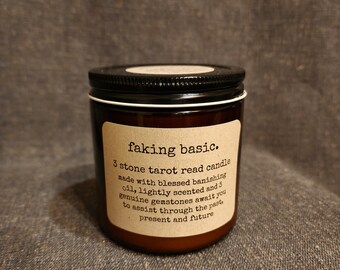 faking basic.
3 stone tarot read candle
made with blessed banishing
oil, lightly scented and 3
genuine gemstones await you
to assist through the past,
present and future